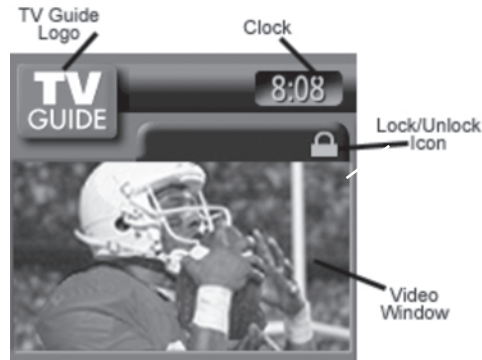 TV Guide
Logo
Clock
TV
GUIDE
8:08
Lock/Unlock
Icon
Video
Window